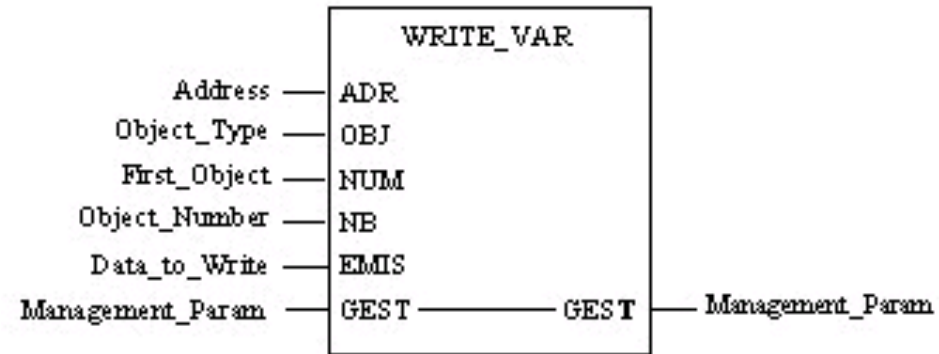 WRITE_VAR
Address ADR
Object_Type OBJ
First_Object NUM
Object_Number NB
Data_to_Write EMIS
Management_Param GEST GEST Management_Param